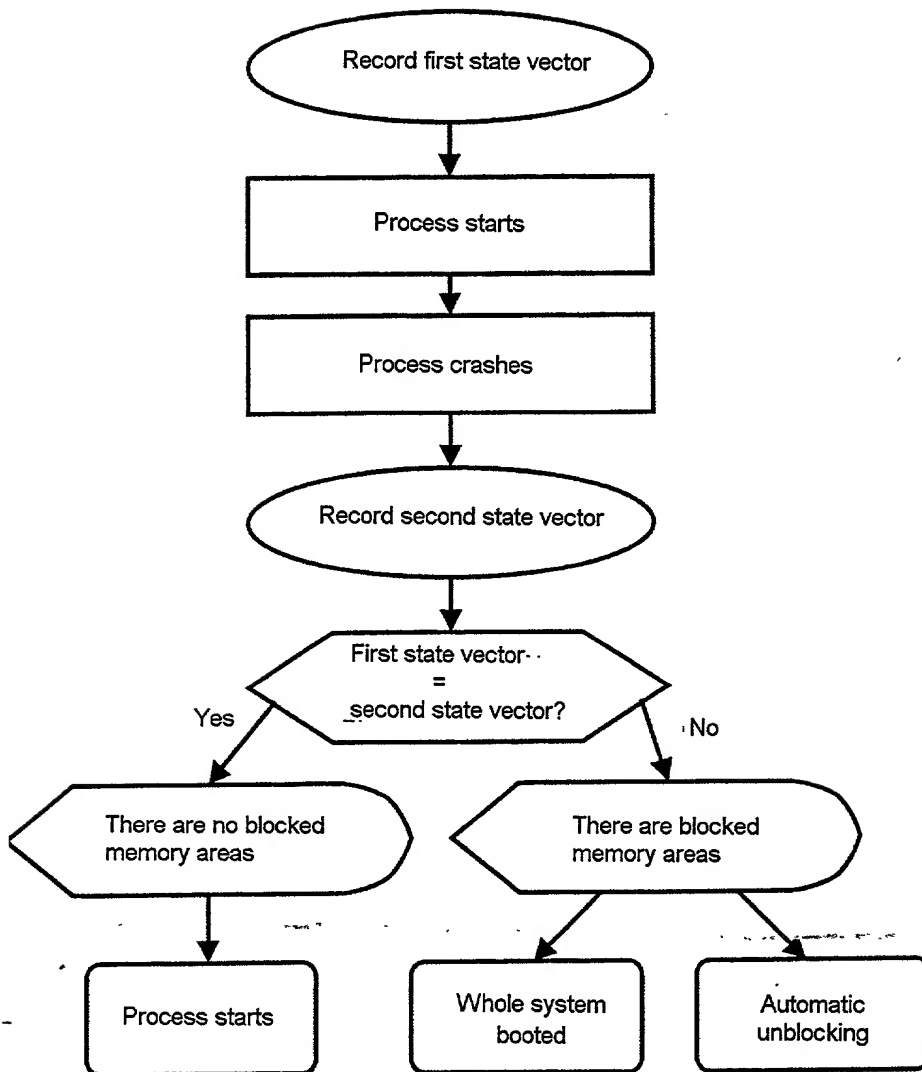 Record first state vector
Process starts
Process crashes
Record second state vector
First state vector
=
second state vector?
Yes
No
There are no blocked
memory areas
There are blocked
memory areas
Process starts
Whole system
booted
Automatic
unblocking